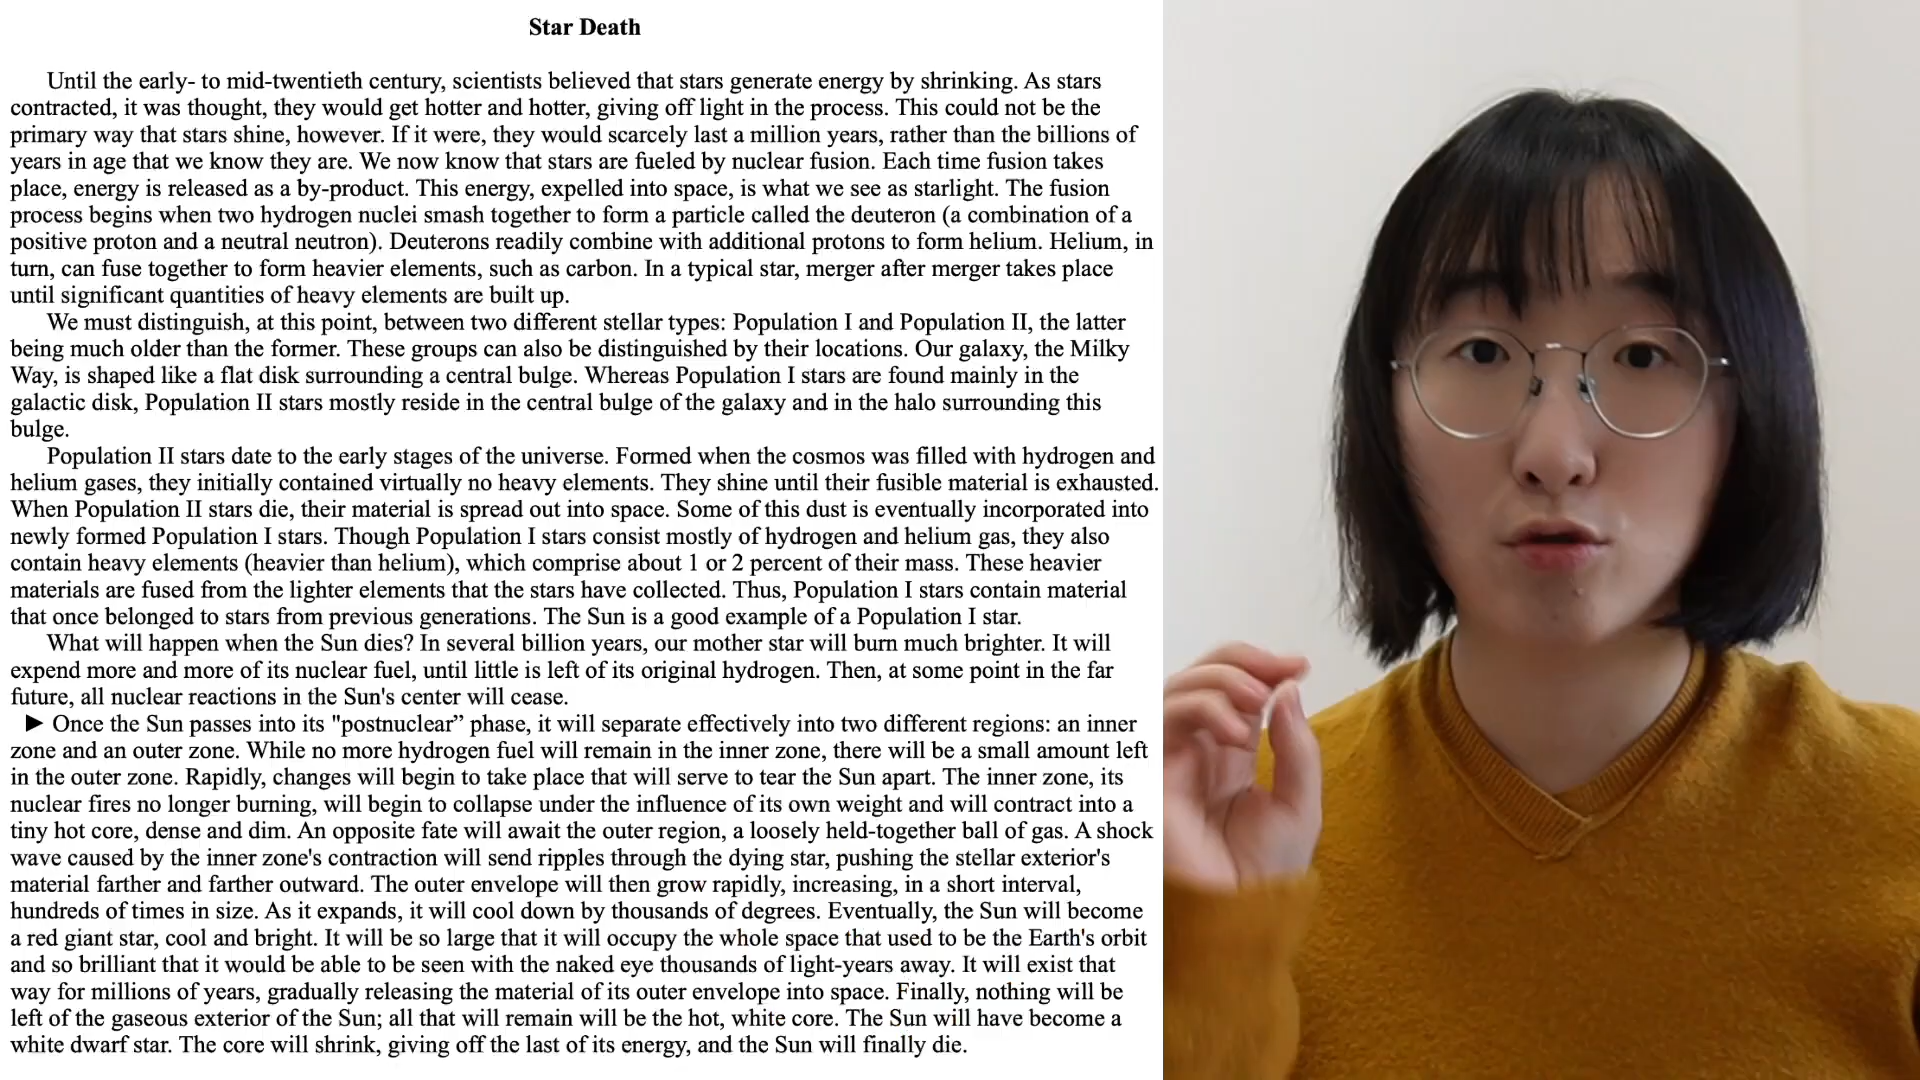 Star Death
Until the early- to mid-twentieth century, scientists believed that stars generate energy by shrinking. As stars
contracted, it was thought, they would get hotter and hotter, giving off light in the process. This could not be the
primary way that stars shine, however. If it were, they would scarcely last a million years, rather than the billions of
years in age that we know they are. We now know that stars are fueled by nuclear fusion. Each time fusion takes
place, energy is released as a by-product. This energy, expelled into space, is what we see as starlight. The fusion
process begins when two hydrogen nuclei smash together to form a particle called the deuteron (a combination of a
positive proton and a neutral neutron). Deuterons readily combine with additional protons to form helium. Helium, in
turn, can fuse together to form heavier elements, such as carbon. In a typical star, merger after merger takes place
until significant quantities of heavy elements are built up.
We must distinguish, at this point, between two different stellar types: Population I and Population II, the latter
being much older than the former. These groups can also be distinguished by their locations. Our galaxy, the Milky
Way, is shaped like a flat disk surrounding a central bulge. Whereas Population I stars are found mainly in the
galactic disk, Population II stars mostly reside in the central bulge of the galaxy and in the halo surrounding this
bulge.
Population II stars date to the early stages of the universe. Formed when the cosmos was filled with hydrogen and
helium gases, they initially contained virtually no heavy elements. They shine until their fusible material is exhausted.
When Population II stars die, their material is spread out into space. Some of this dust is eventually incorporated into
newly formed Population I stars. Though Population I stars consist mostly of hydrogen and helium gas, they also
contain heavy elements (heavier than helium), which comprise about 1 or 2 percent of their mass. These heavier
materials are fused from the lighter elements that the stars have collected. Thus, Population I stars contain material
that once belonged to stars from previous generations. The Sun is a good example of a Population I star.
What will happen when the Sun dies? In several billion years, our mother star will burn much brighter. It will
expend more and more of its nuclear fuel, until little is left of its original hydrogen. Then, at some point in the far
future, all nuclear reactions in the Sun's center will cease.
► Once the Sun passes into its "postnuclear” phase, it will separate effectively into two different regions: an inner
zone and an outer zone. While no more hydrogen fuel will remain in the inner zone, there will be a small amount left
in the outer zone. Rapidly, changes will begin to take place that will serve to tear the Sun apart. The inner zone, its
nuclear fires no longer burning, will begin to collapse under the influence of its own weight and will contract into a
tiny hot core, dense and dim. An opposite fate will await the outer region, a loosely held-together ball of gas. A shock
wave caused by the inner zone's contraction will send ripples through the dying star, pushing the stellar exterior's
material farther and farther outward. The outer envelope will then grow rapidly, increasing, in a short interval,
hundreds of times in size. As it expands, it will cool down by thousands of degrees. Eventually, the Sun will become
a red giant star, cool and bright. It will be so large that it will occupy the whole space that used to be the Earth's orbit
and so brilliant that it would be able to be seen with the naked eye thousands of light-years away. It will exist that
way for millions of years, gradually releasing the material of its outer envelope into space. Finally, nothing will be
left of the gaseous exterior of the Sun; all that will remain will be the hot, white core. The Sun will have become a
white dwarf star. The core will shrink, giving off the last of its energy, and the Sun will finally die.